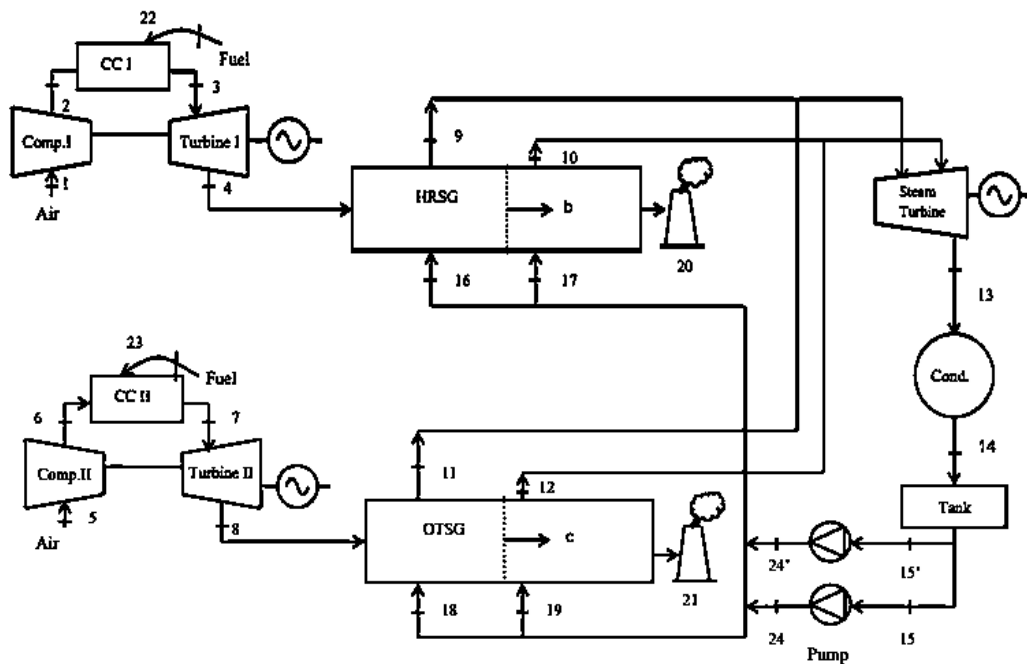 22
Fuel
CC I
2
3
Comp.I
Turbine I
1
4
Air
9
10
HRSG
b
16
17
20
Steam
Turbine
13
Cond.
14
Tank
23
Fuel
CC II
6
7
Comp.II
Turbine II
5
8
Air
11
12
OTSG
c
18
19
21
24'
15'
24
15
Pump